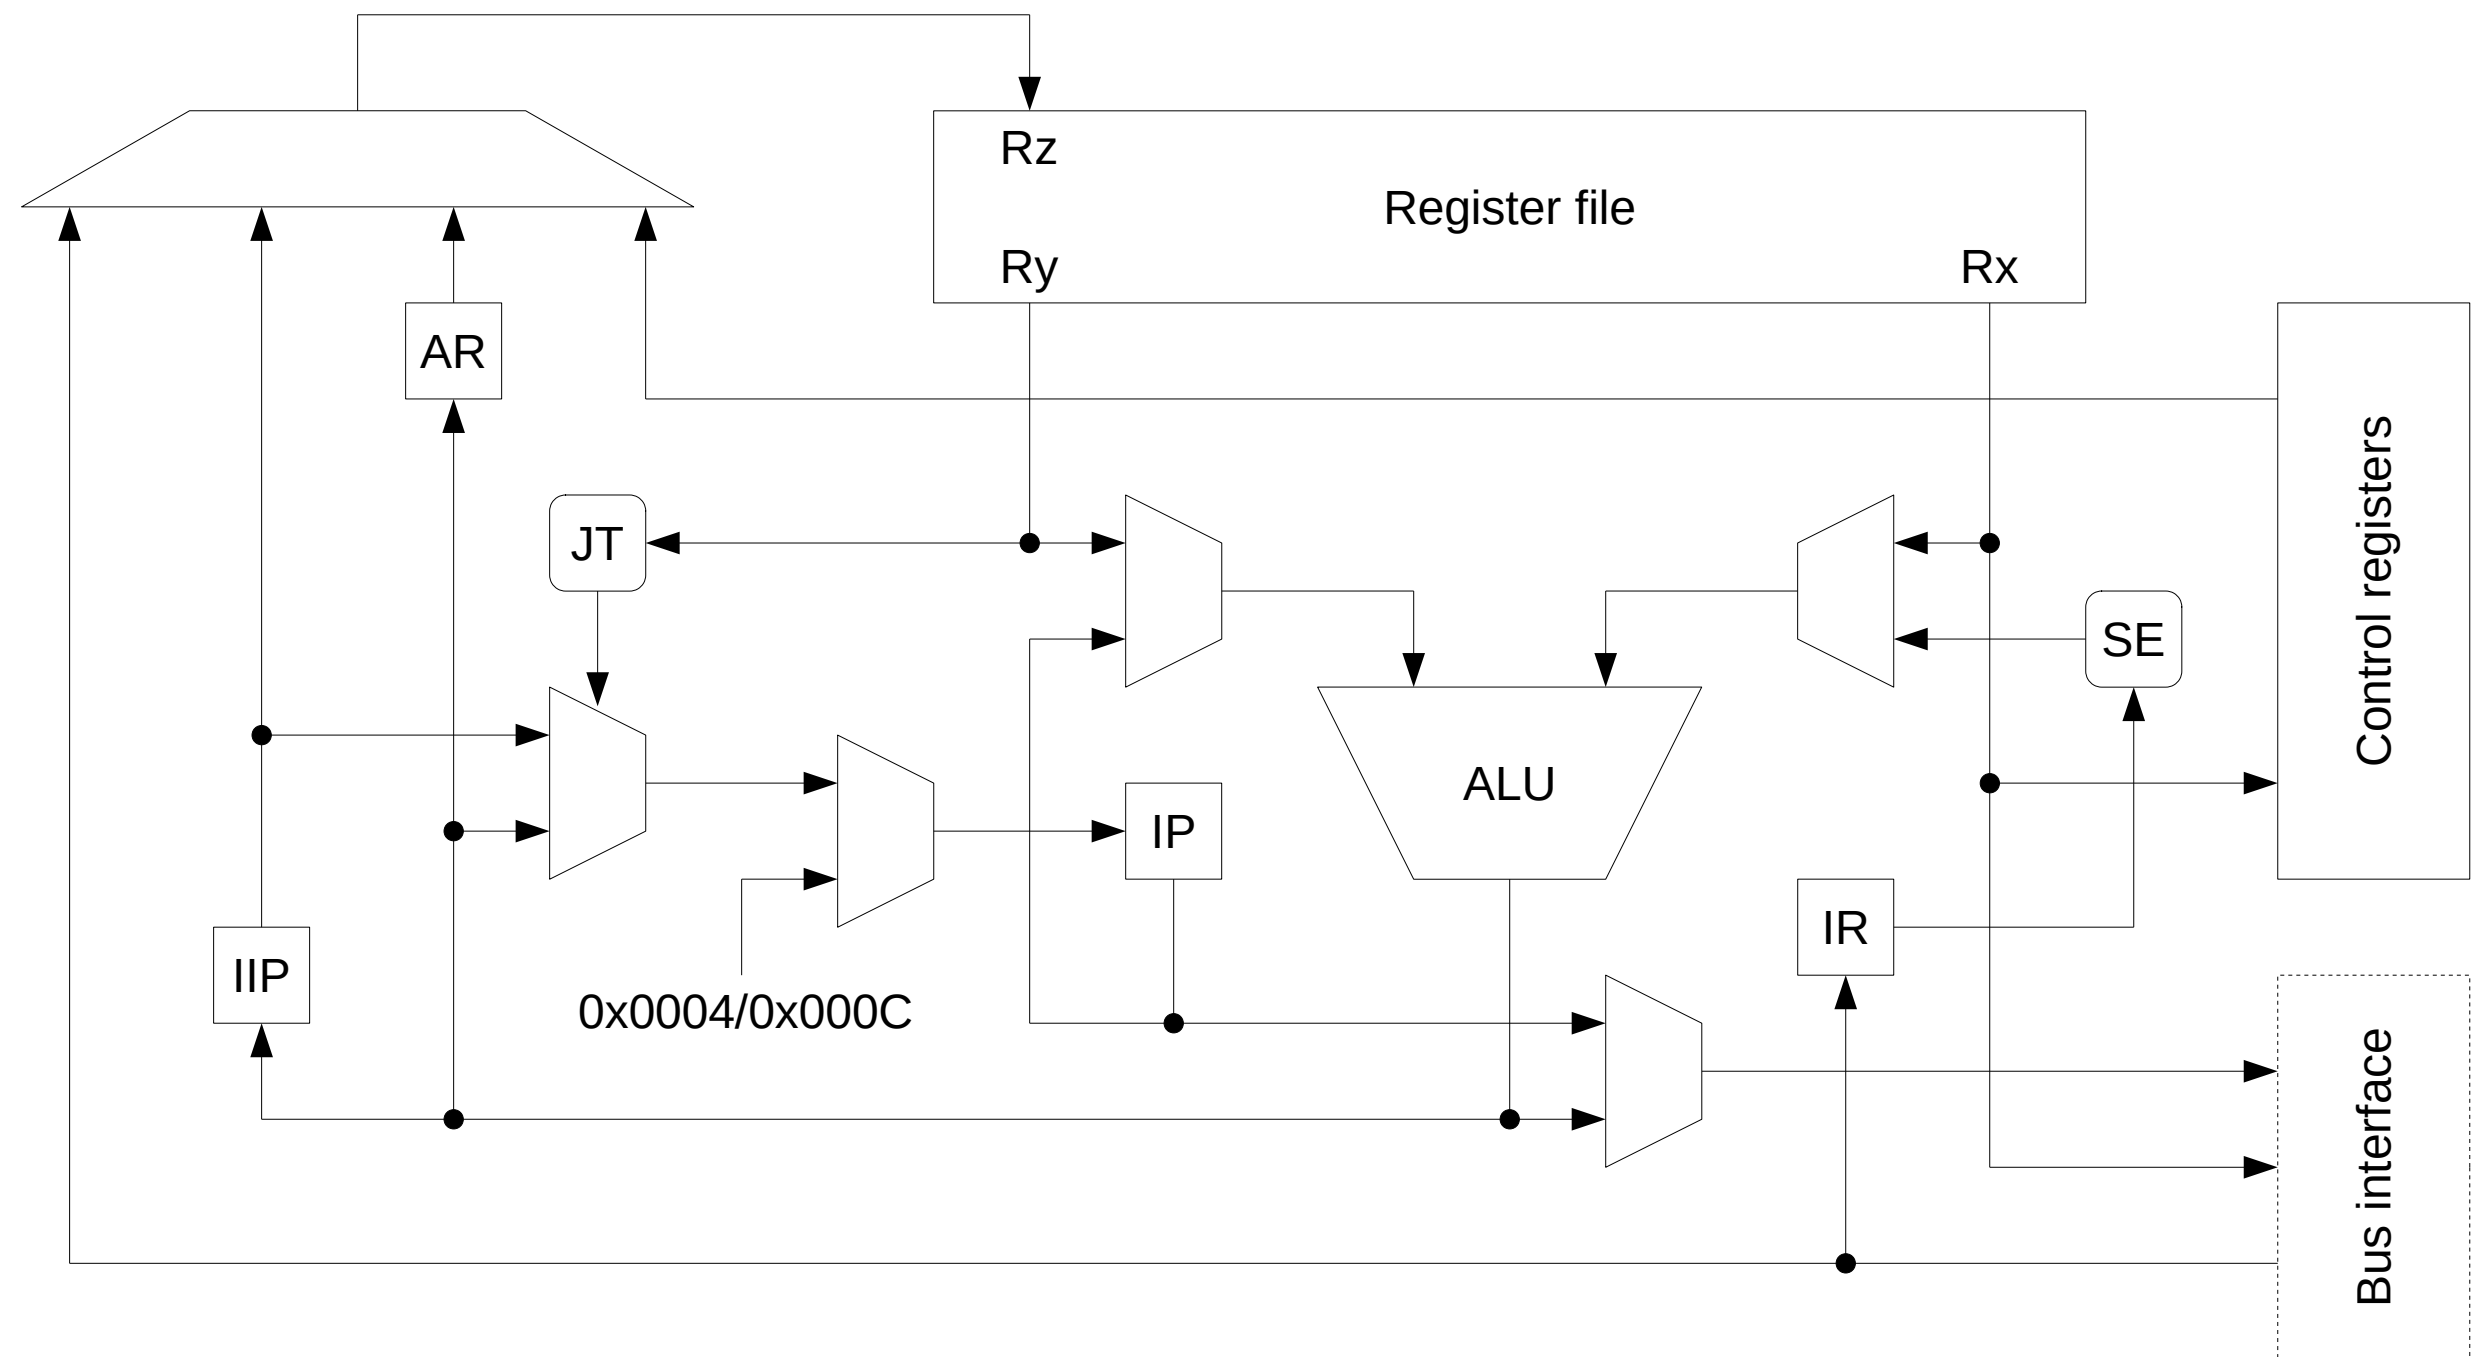 Rz
Register file
Ry
Rx
AR
Control registers
JT
SE
ALU
IP
IR
IIP
0x0004/0x000C
Bus interface